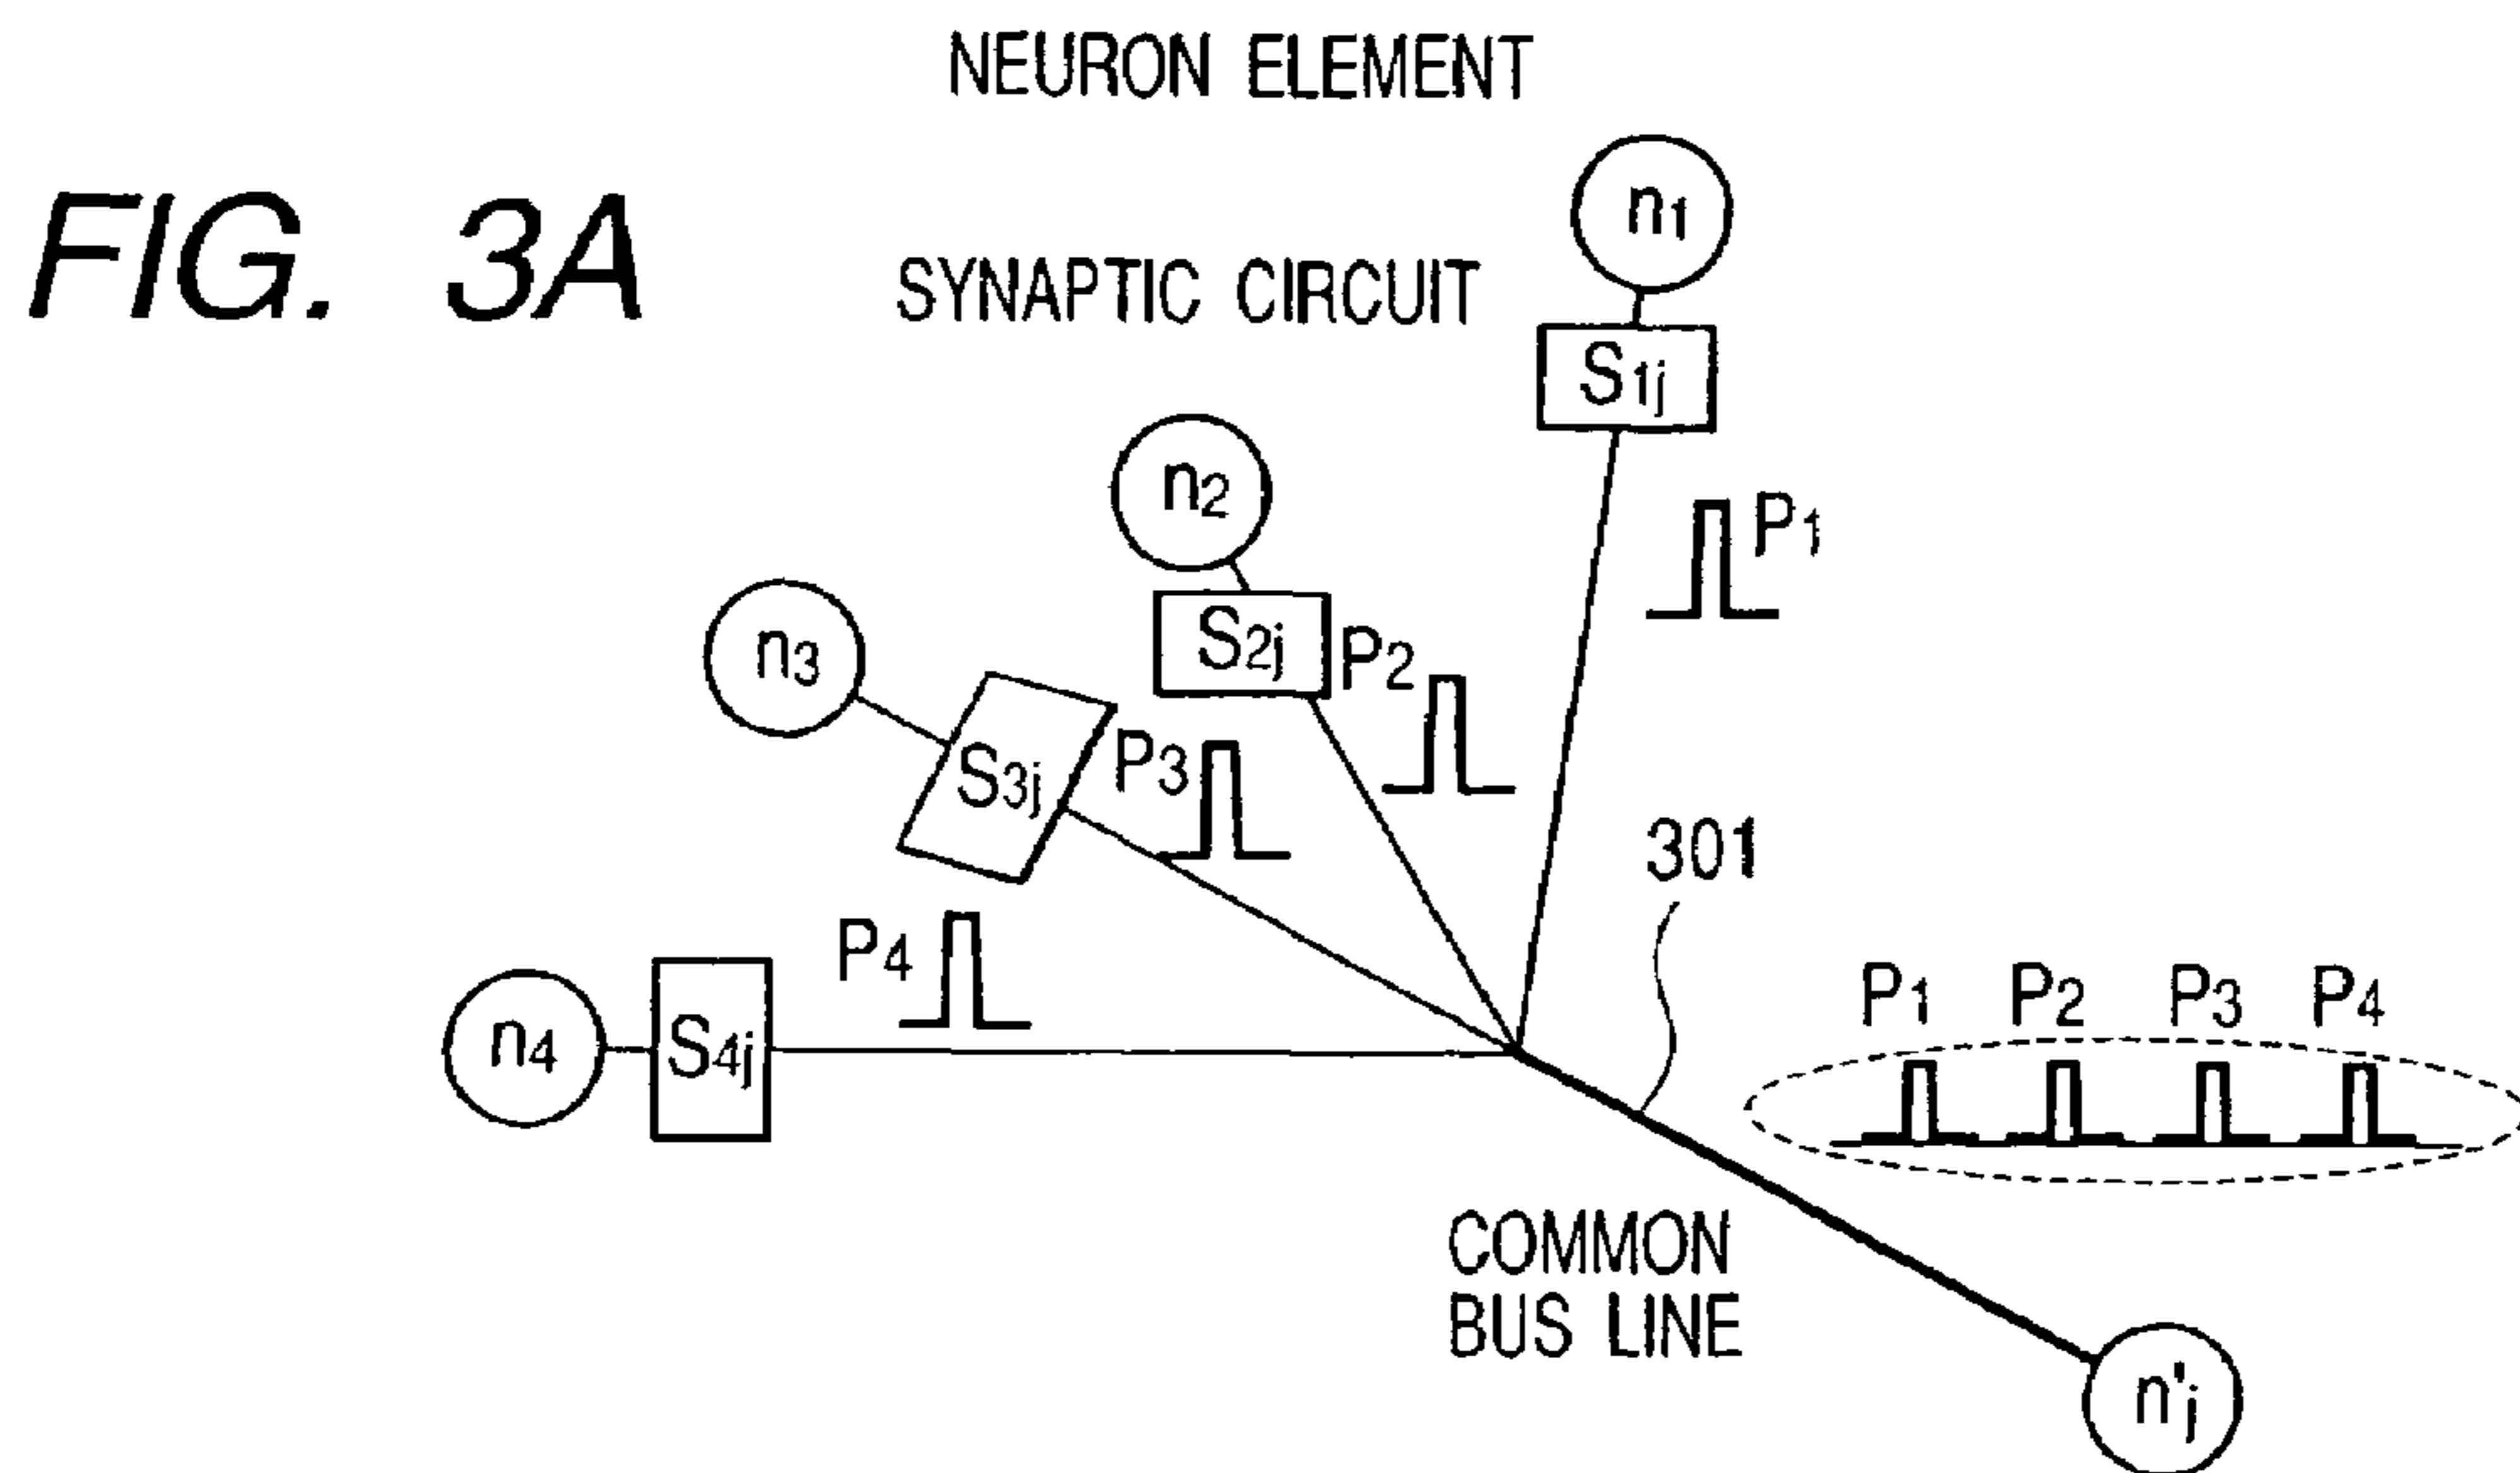 NEURON ELEMENT
FIG. 3A
n1
SYNAPTIC CIRCUIT
S1j
n2
P1
S2j
P2
n3
S3j
P3
301
P4
n4
S4j
P1 P2 P3 P4
COMMON
BUS LINE
n'j